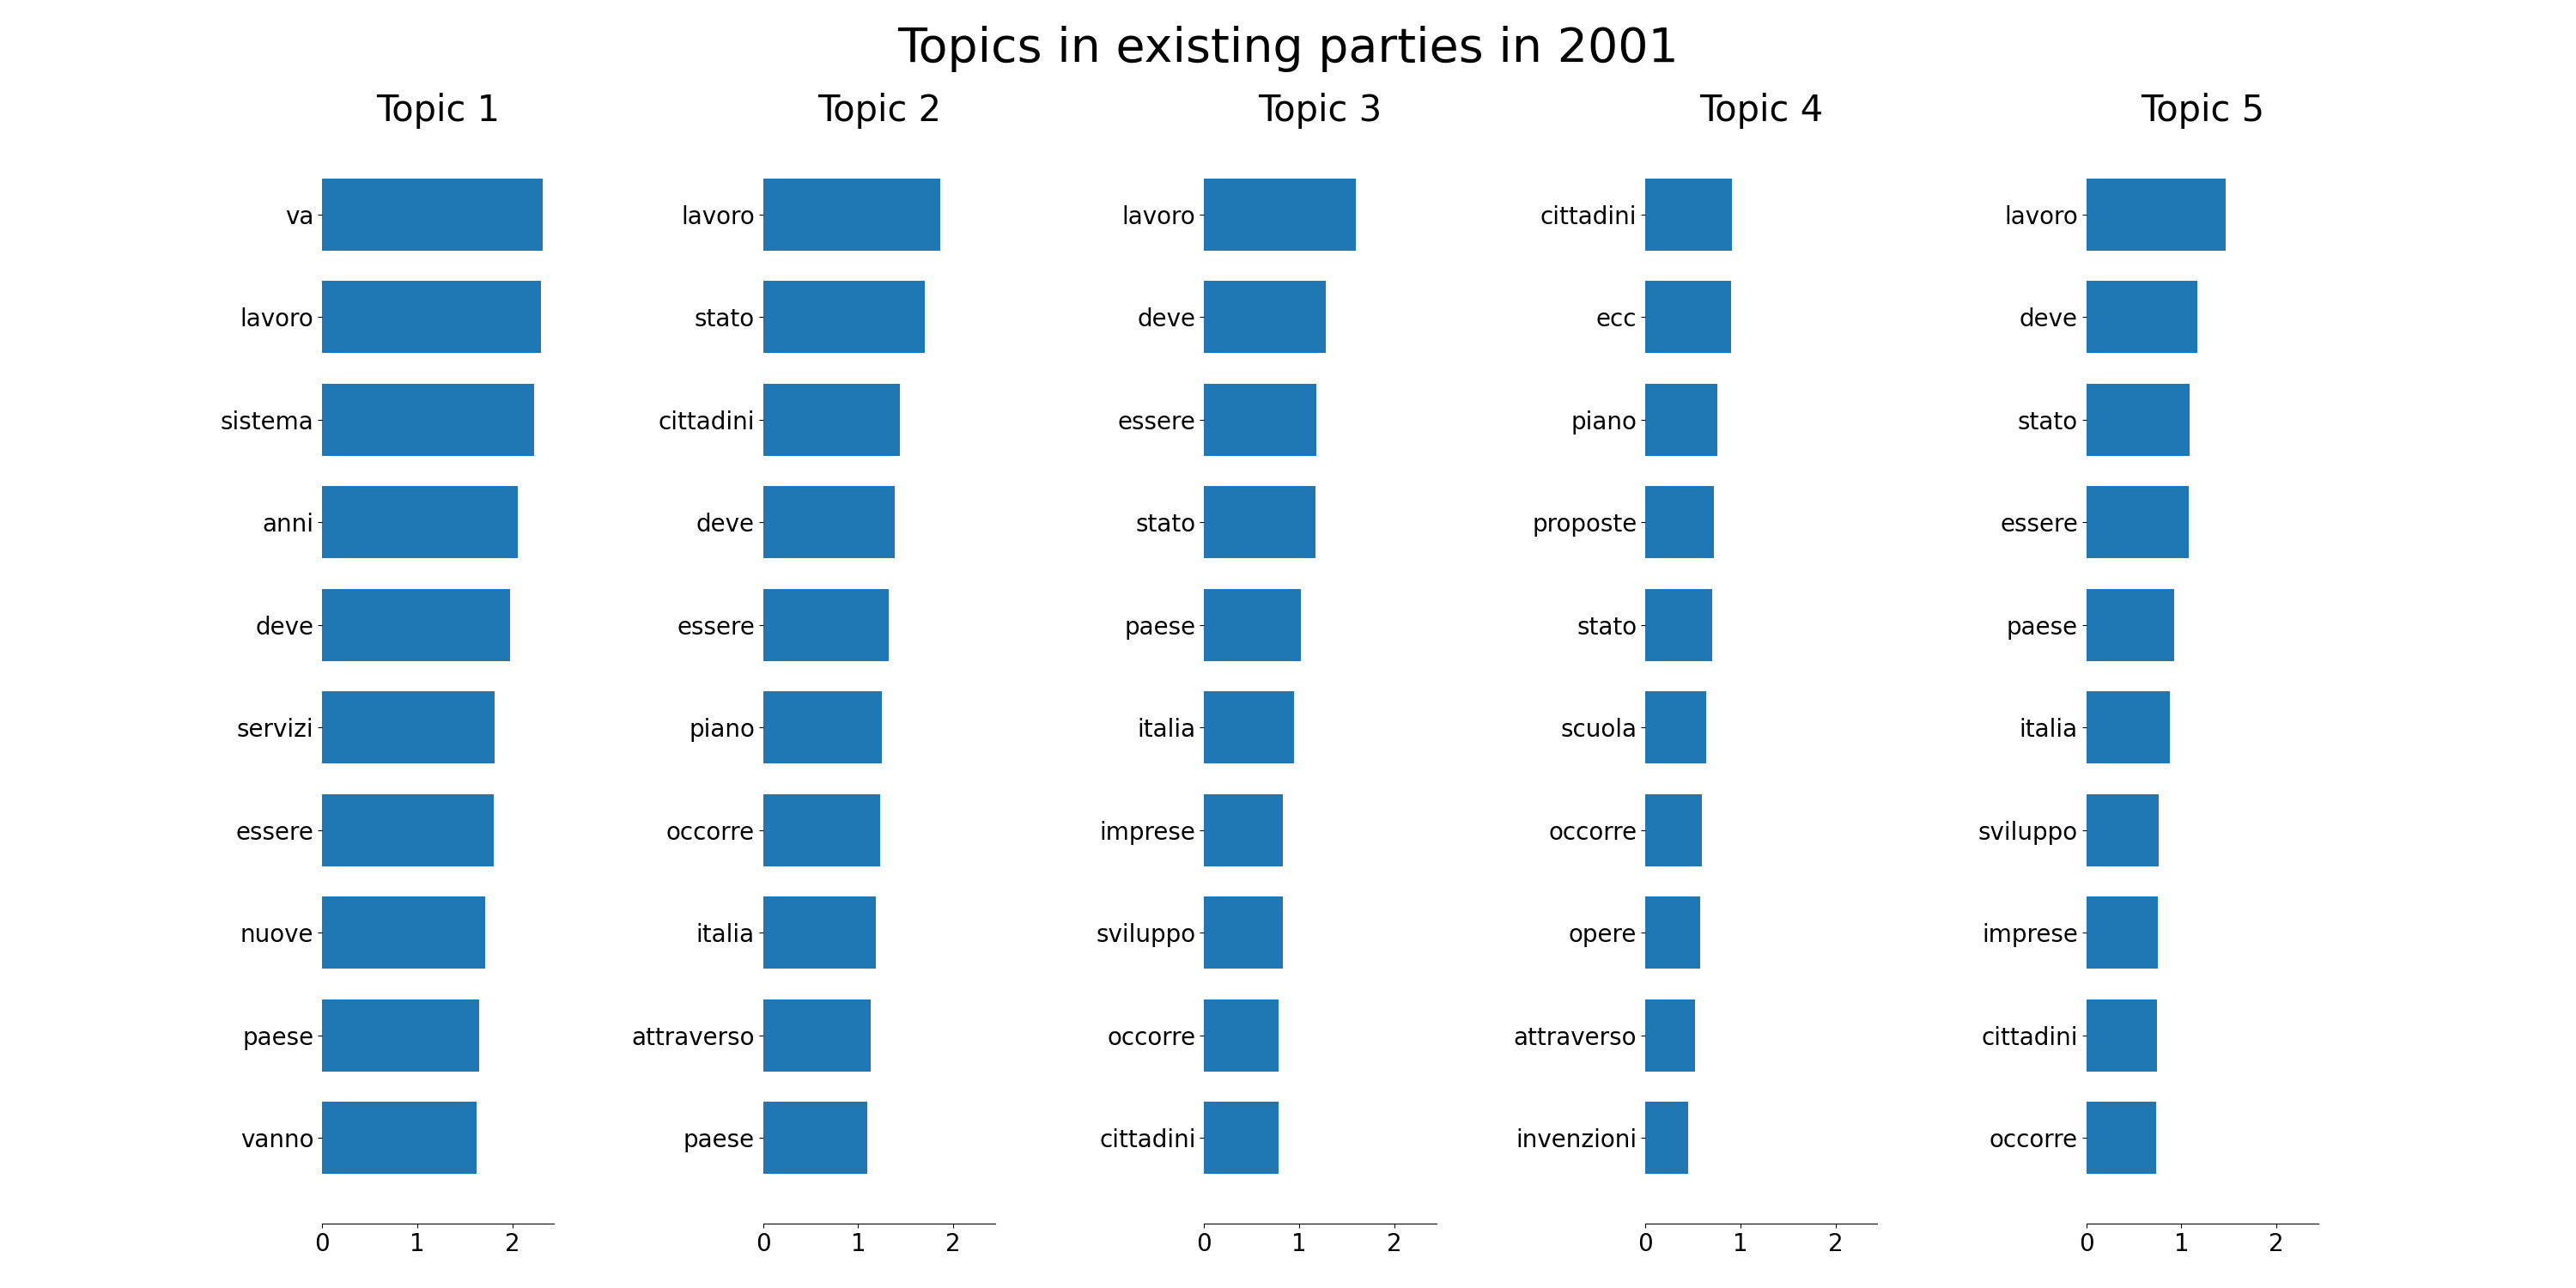 Topics in existing parties in 2001
Topic 1
va
lavoro
sistema
anni
deve
servizi
essere
nuove
paese
vanno
0 1 2
Topic 2
lavoro
stato
cittadini
deve
essere
piano
occorre
italia
attraverso
paese
0 1 2
Topic 3
lavoro
deve
essere
stato
paese
italia
imprese
sviluppo
occorre
cittadini
0 1 2
Topic 4
cittadini
ecc
piano
proposte
stato
scuola
occorre
opere
attraverso
invenzioni
0 1 2
Topic 5
lavoro
deve
stato
essere
paese
italia
sviluppo
imprese
cittadini
occorre
0 1 2